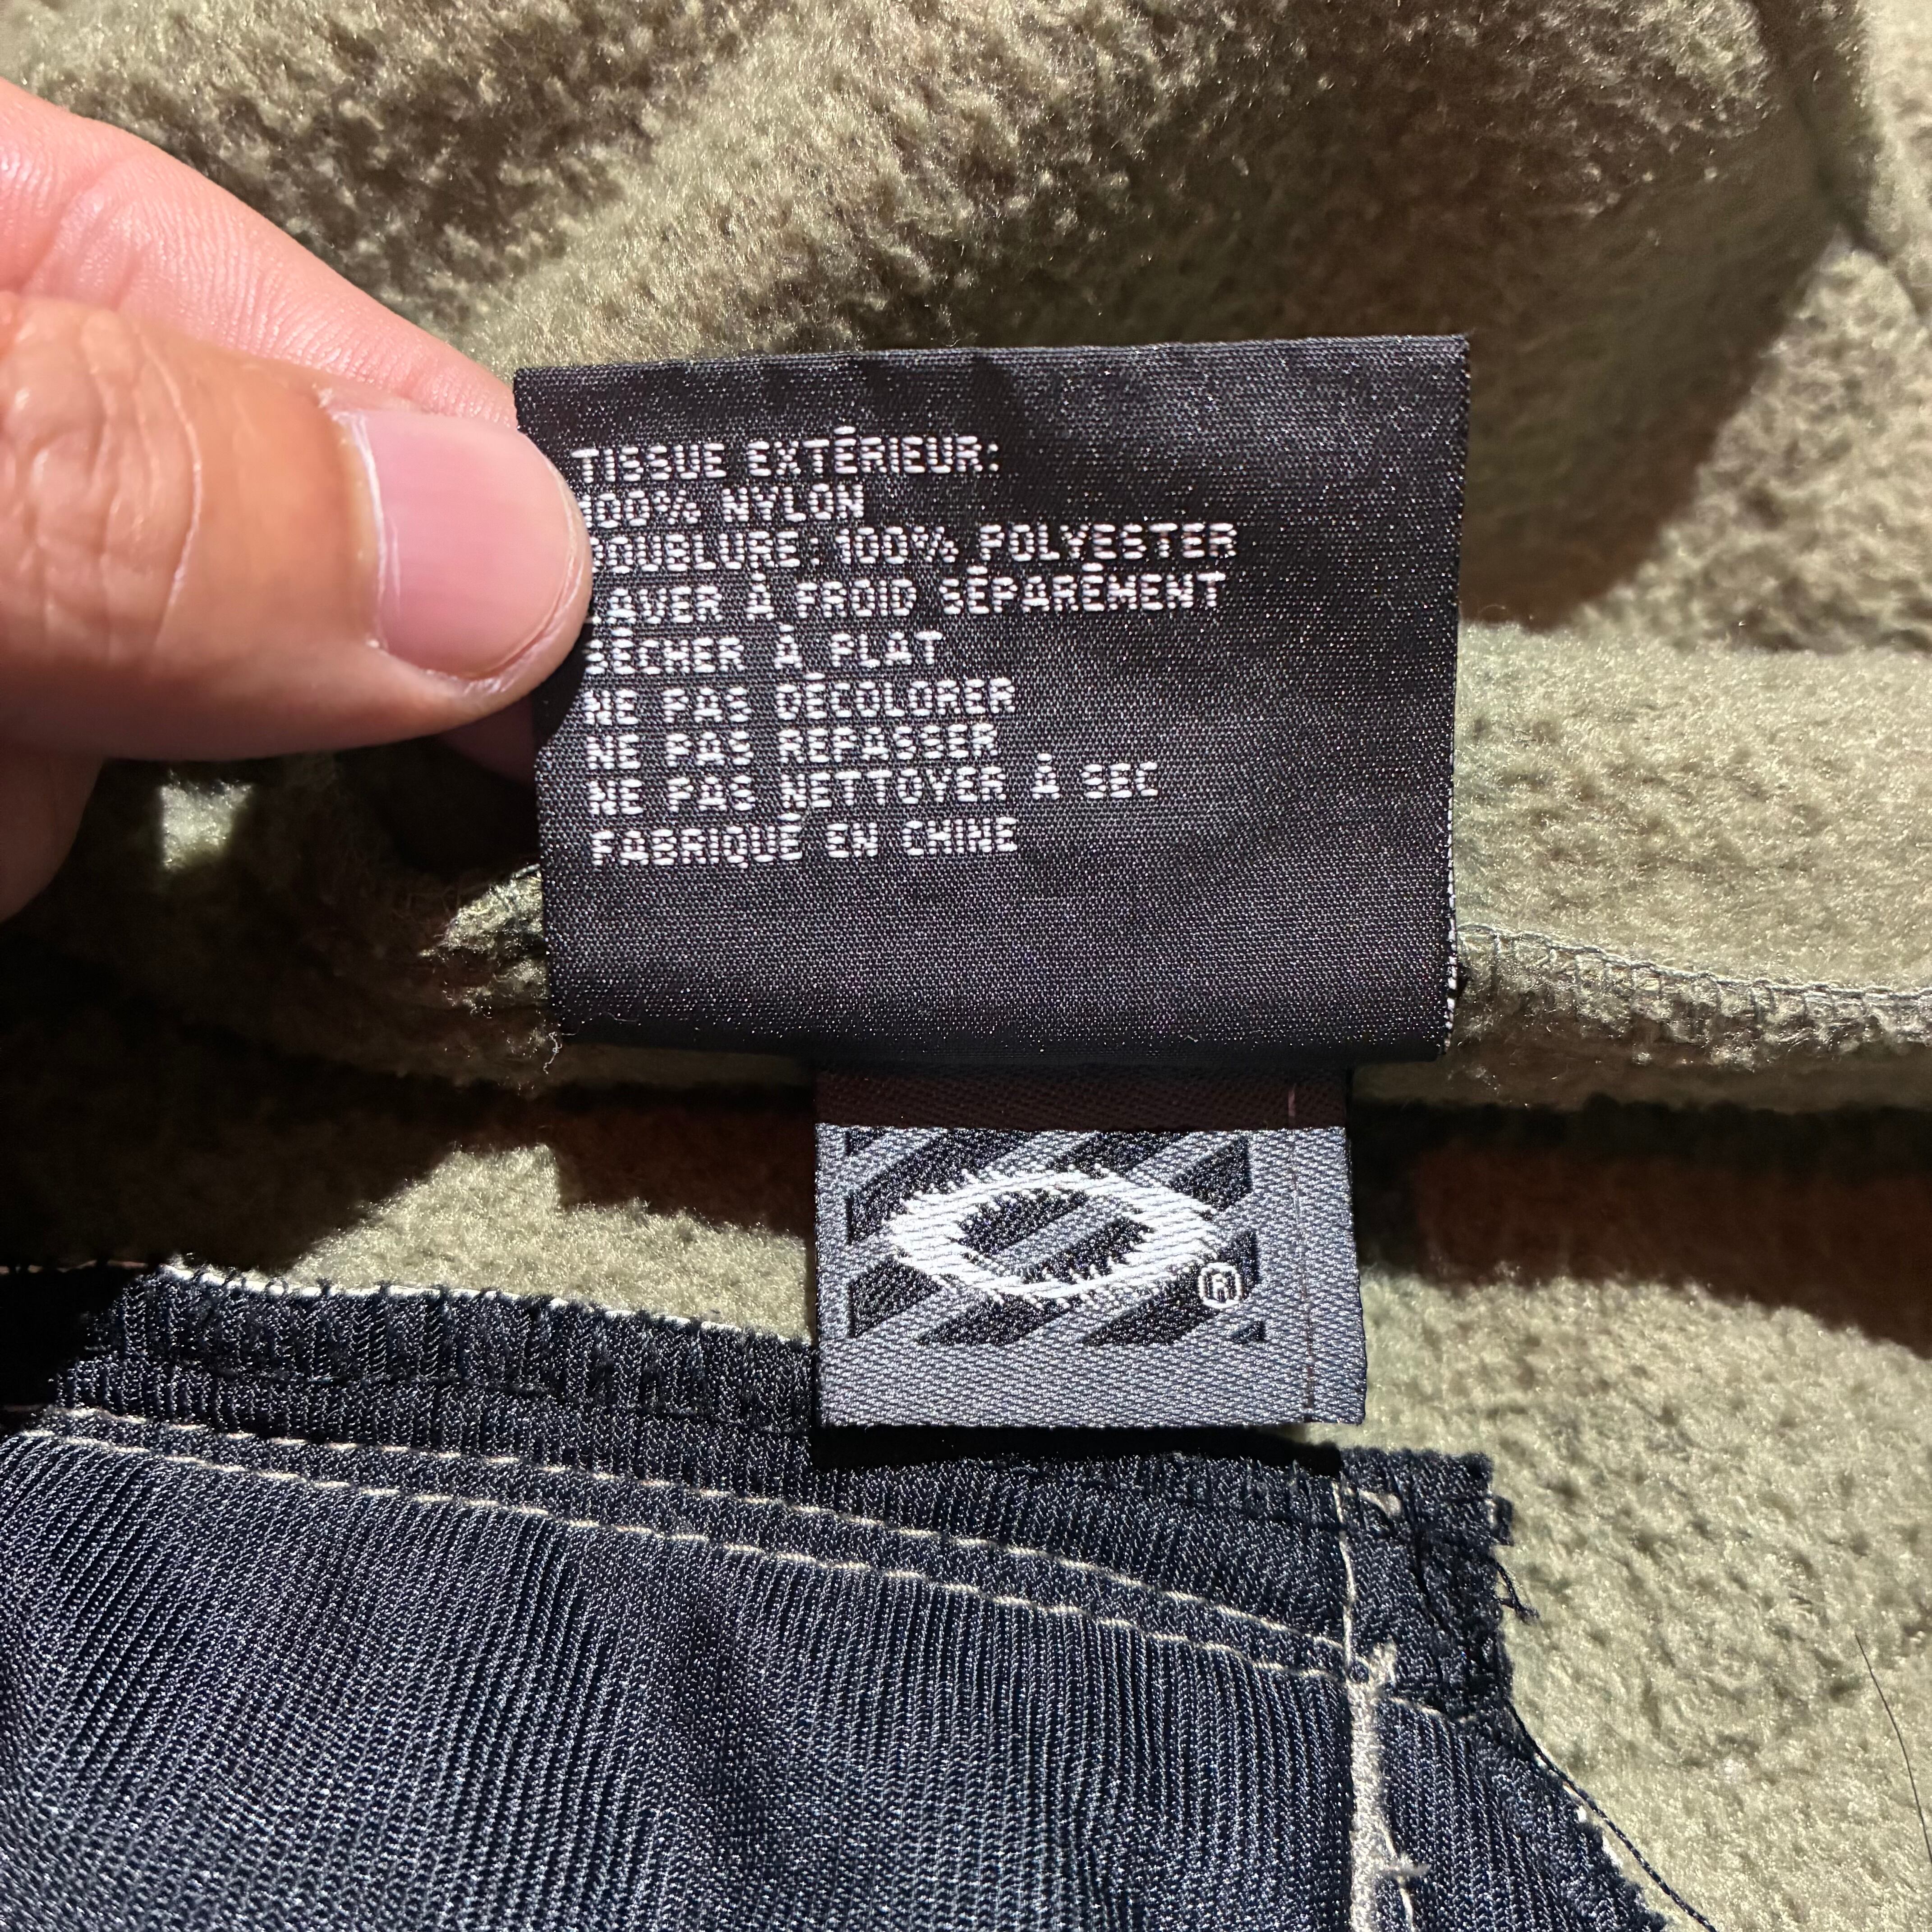 TISSUE EXTÉRIEUR:
100% NYLON
DOUBLURE: 100% POLYESTER
LAVER À FROID SÉPARÉMENT
SÉCHER À PLAT
NE PAS DÉCOLORER
NE PAS REPASSER
NE PAS NETTOYER À SEC
FABRIQUÉ EN CHINE
®